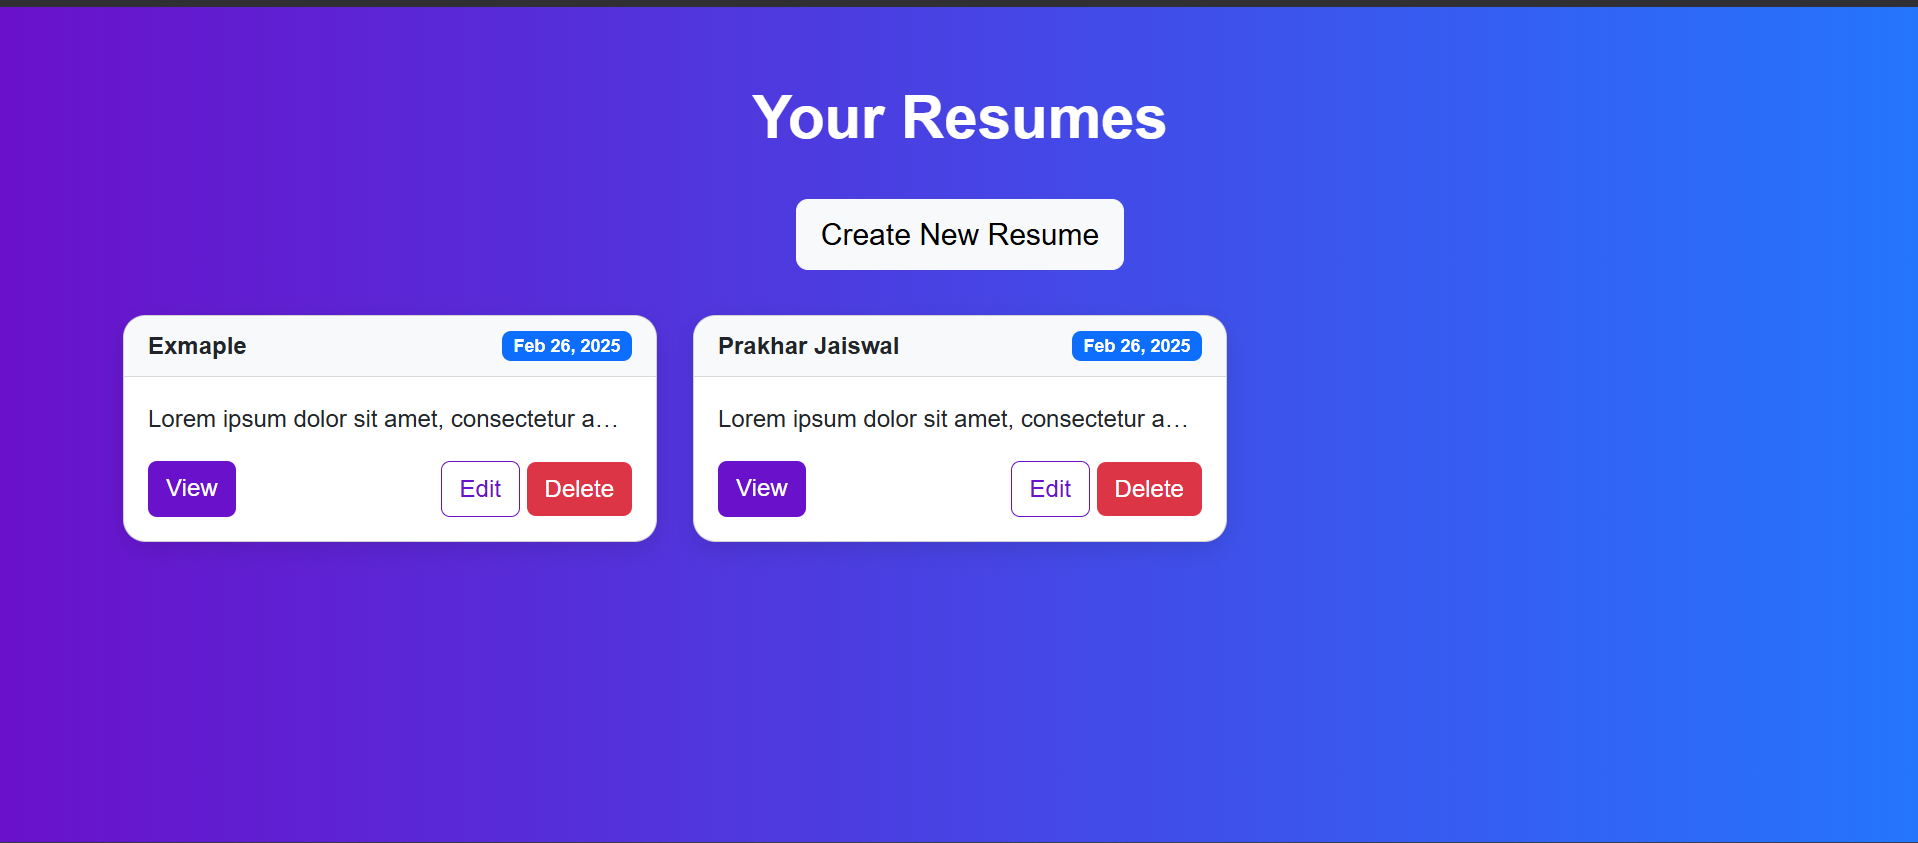 Your Resumes
Create New Resume
Exmaple
Feb 26, 2025
Lorem ipsum dolor sit amet, consectetur a…
View
Edit
Delete
Prakhar Jaiswal
Feb 26, 2025
Lorem ipsum dolor sit amet, consectetur a…
View
Edit
Delete